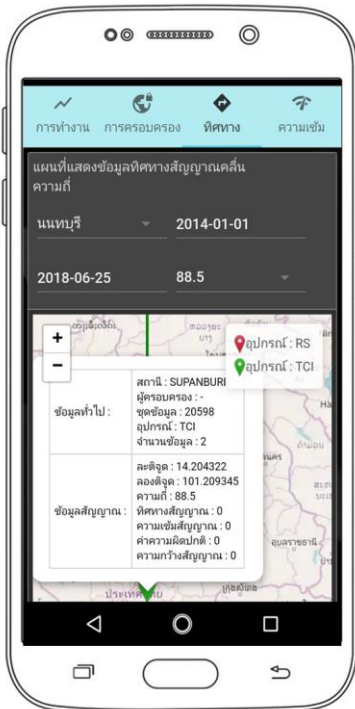 การทำงาน การครอบครอง ทิศทาง ความเข้ม
แผนที่แสดงข้อมูลทิศทางสัญญาณคลื่น
ความถี่
นนทบุรี 2014-01-01
2018-06-25 88.5
+
−
อุปกรณ์ : RS
อุปกรณ์ : TCI
ข้อมูลทั่วไป :
สถานี : SUPANBURI
ผู้ครอบครอง : -
ชุดข้อมูล : 20598
อุปกรณ์ : TCI
จำนวนข้อมูล : 2
ข้อมูลสัญญาณ :
ละติจูด : 14.204322
ลองติจูต : 101.209345
ความถี่ : 88.5
ทิศทางสัญญาณ : 0
ความเข้มสัญญาณ : 0
ค่าความผิดปกติ : 0
ความกว้างสัญญาณ : 0
อุบลราชธานี